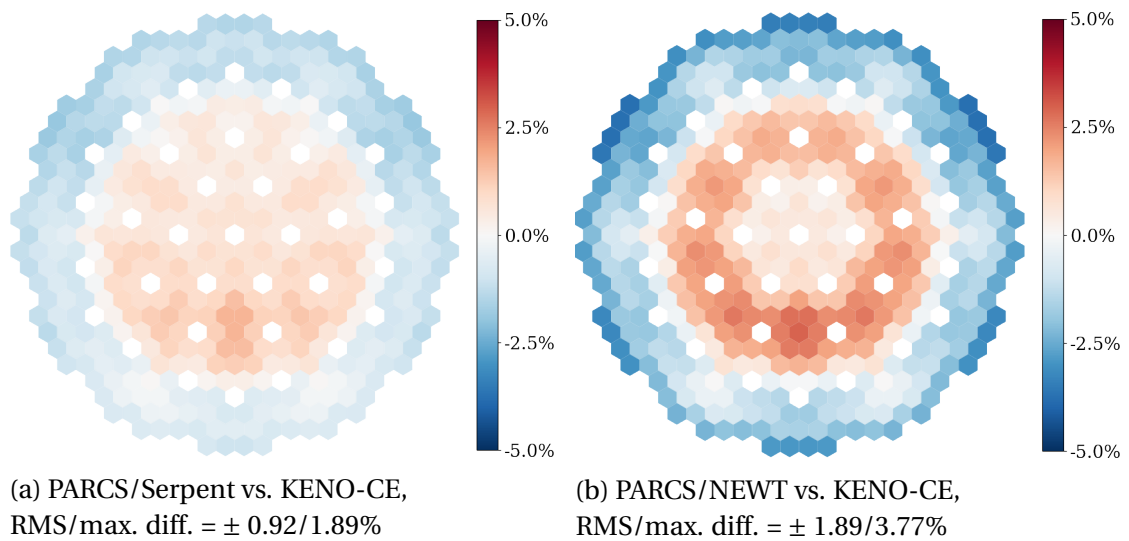 5.0%
2.5%
0.0%
-2.5%
-5.0%
5.0%
2.5%
0.0%
-2.5%
-5.0%
(a) PARCS/Serpent vs. KENO-CE,
RMS/max. diff. = ± 0.92/1.89%
(b) PARCS/NEWT vs. KENO-CE,
RMS/max. diff. = ± 1.89/3.77%